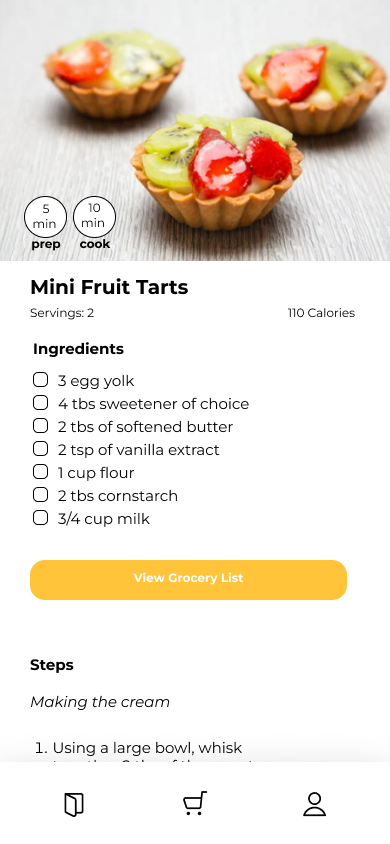 5
min
10
min
prep
cook
Mini Fruit Tarts
Servings: 2
110 Calories
Ingredients
3 egg yolk
4 tbs sweetener of choice
2 tbs of softened butter
2 tsp of vanilla extract
1 cup flour
2 tbs cornstarch
3/4 cup milk
View Grocery List
Steps
Making the cream
1. Using a large bowl, whisk